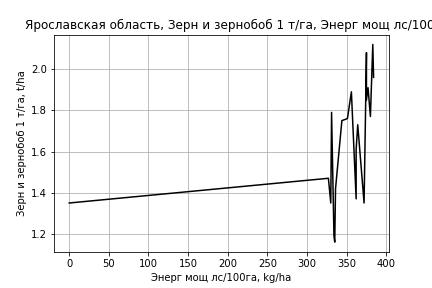 Ярославская область, Зерн и зернобоб 1 т/га, Энерг мощ лс/100
2.0
1.8
1.6
1.4
1.2
Зерн и зернобоб 1 т/га, t/ha
0 50 100 150 200 250 300 350 400
Энерг мощ лс/100га, kg/ha